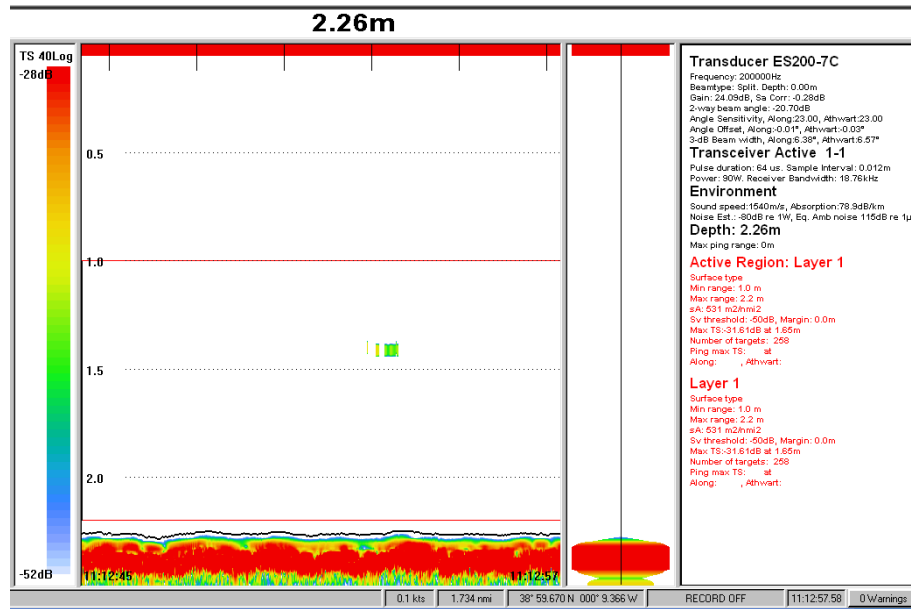 2.26m
TS 40Log
-28dB
0.5
1.0
1.5
2.0
-52dB
11:12:45
11:12:57
Transducer ES200-7C
Frequency: 200000Hz
Beamtype: Split. Depth: 0.00m
Gain: 24.09dB, Sa Corr: -0.28dB
2-way beam angle: -20.70dB
Angle Sensitivity, Along:23.00, Athwart:23.00
Angle Offset, Along:-0.01°, Athwart:-0.03°
3-dB Beam width, Along:6.38°, Athwart:6.57°
Transceiver Active 1-1
Pulse duration: 64 us. Sample Interval: 0.012m
Power: 90W. Receiver Bandwidth: 18.76kHz
Environment
Sound speed:1540m/s, Absorption:78.9dB/km
Noise Est.: -80dB re 1W, Eq. Amb noise 115dB re 1µ
Depth: 2.26m
Max ping range: 0m
Active Region: Layer 1
Surface type
Min range: 1.0 m
Max range: 2.2 m
sA: 531 m2/nmi2
Sv threshold: -50dB, Margin: 0.0m
Max TS:-31.61dB at 1.65m
Number of targets: 258
Ping max TS: at
Along: , Athwart:
Layer 1
Surface type
Min range: 1.0 m
Max range: 2.2 m
sA: 531 m2/nmi2
Sv threshold: -50dB, Margin: 0.0m
Max TS:-31.61dB at 1.65m
Number of targets: 258
Ping max TS: at
Along: , Athwart:
0.1 kts
1.734 nmi
38° 59.670 N 000° 9.366 W
RECORD OFF
11:12:57.58
0 Warnings